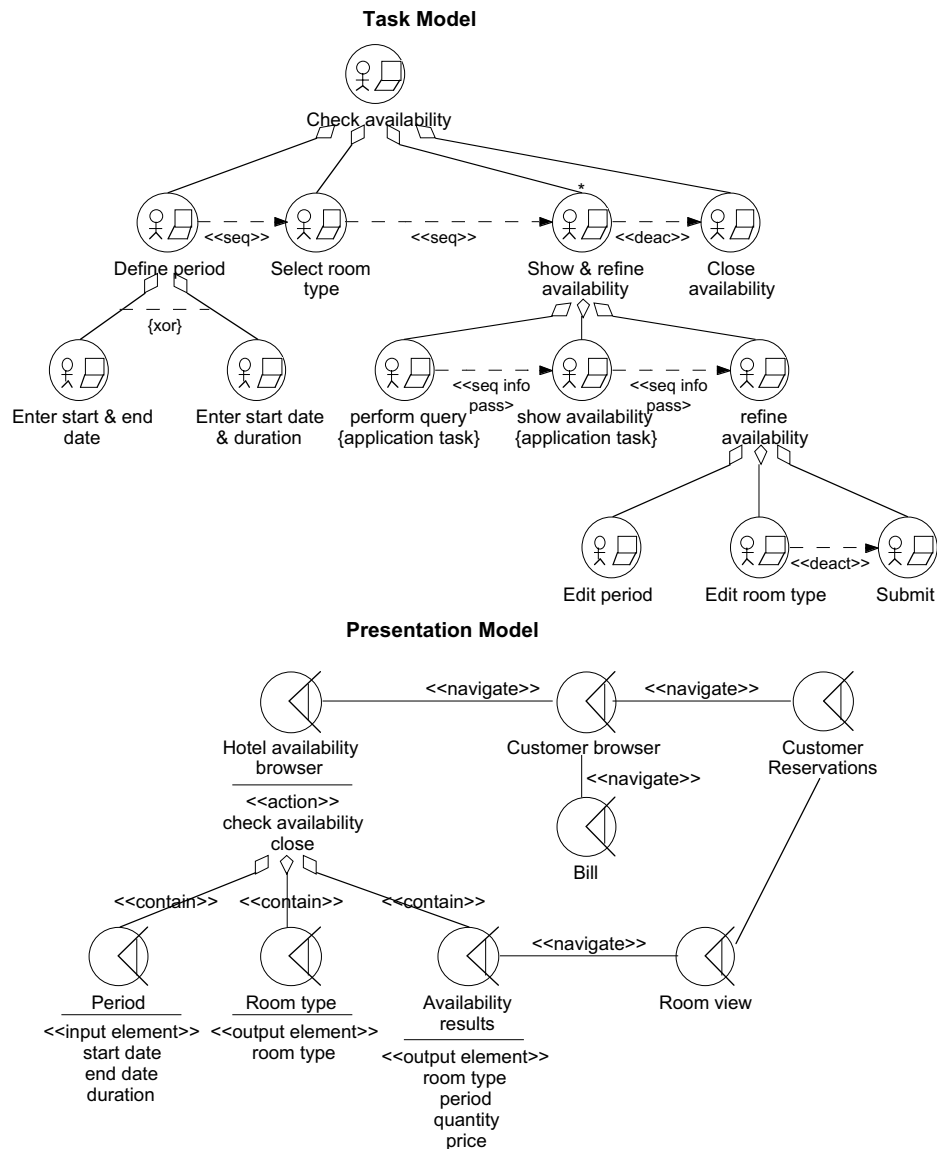 Task Model
Check availability
*
<<seq>>
<<seq>>
<<deac>>
Define period
Select room
type
Show & refine
availability
Close
availability
{xor}
<<seq info
pass>
<<seq info
pass>
Enter start & end
date
Enter start date
& duration
perform query
{application task}
show availability
{application task}
refine
availability
<<deact>>
Edit period
Edit room type
Submit
Presentation Model
<<navigate>>
<<navigate>>
Hotel availability
browser
Customer browser
Customer
Reservations
<<action>>
check availability
close
<<navigate>>
Bill
<<contain>>
<<contain>>
<<contain>>
<<navigate>>
Period
Room type
Availability
results
Room view
<<input element>>
start date
end date
duration
<<output element>>
room type
<<output element>>
room type
period
quantity
price